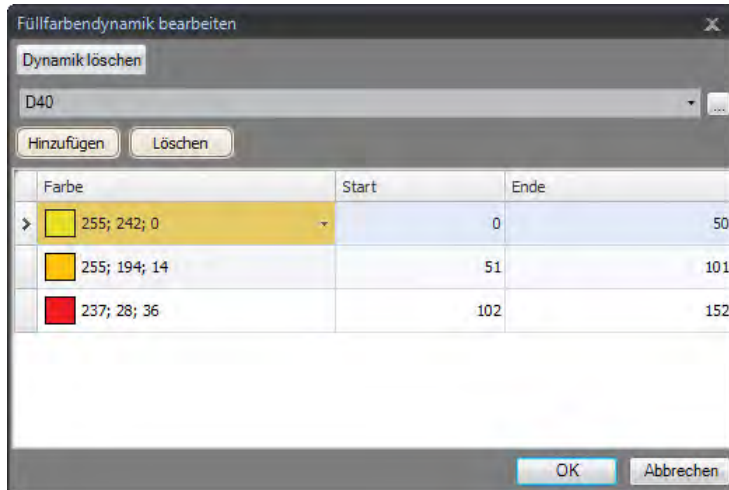 Füllfarbendynamik bearbeiten
Dynamik löschen
D40
...
Hinzufügen Löschen
Farbe Start Ende
255; 242; 0 0 50
255; 194; 14 51 101
237; 28; 36 102 152
OK Abbrechen